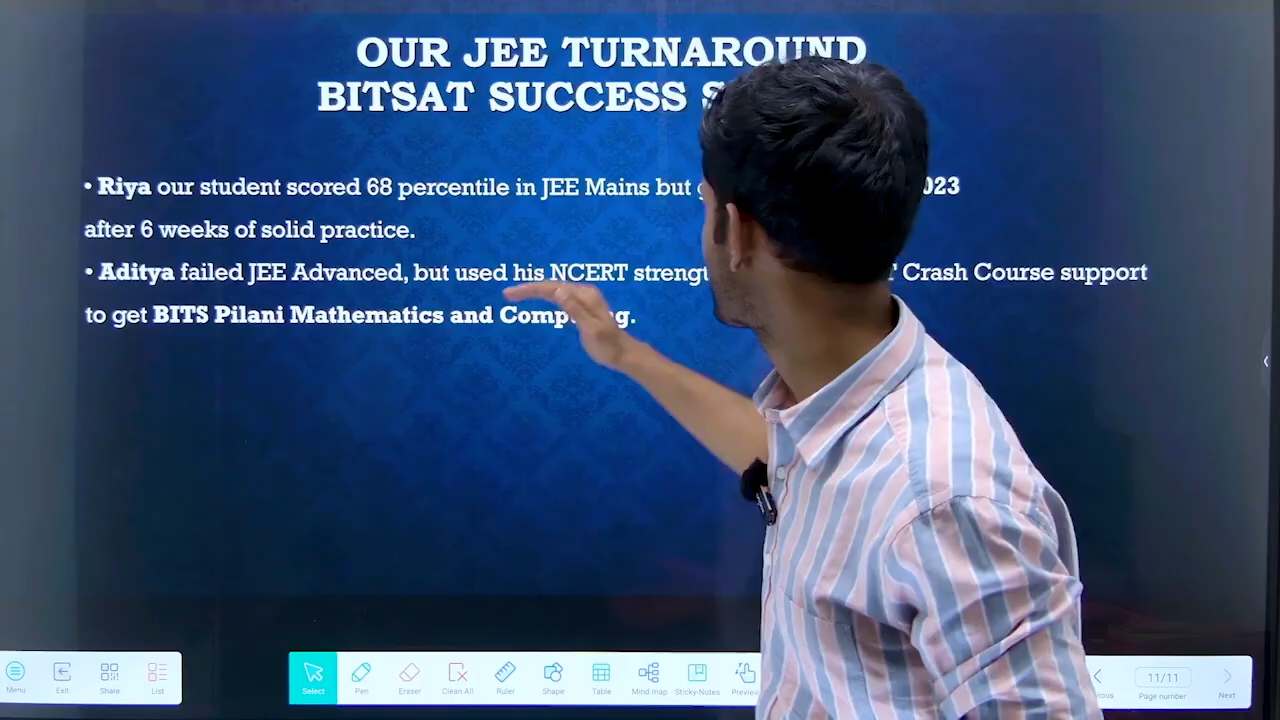 OUR JEE TURNAROUND
BITSAT SUCCESS
• Riya our student scored 68 percentile in JEE Mains but
after 6 weeks of solid practice.
• Aditya failed JEE Advanced, but used his NCERT Crash Course support
to get BITS Pilani Mathematics and
Menu
Exit
Share
List
Select
Pen
Eraser
Clean All
Ruler
Shape
Table
Mind map
Sticky-Notes
Preview
11/11
Page number
Next